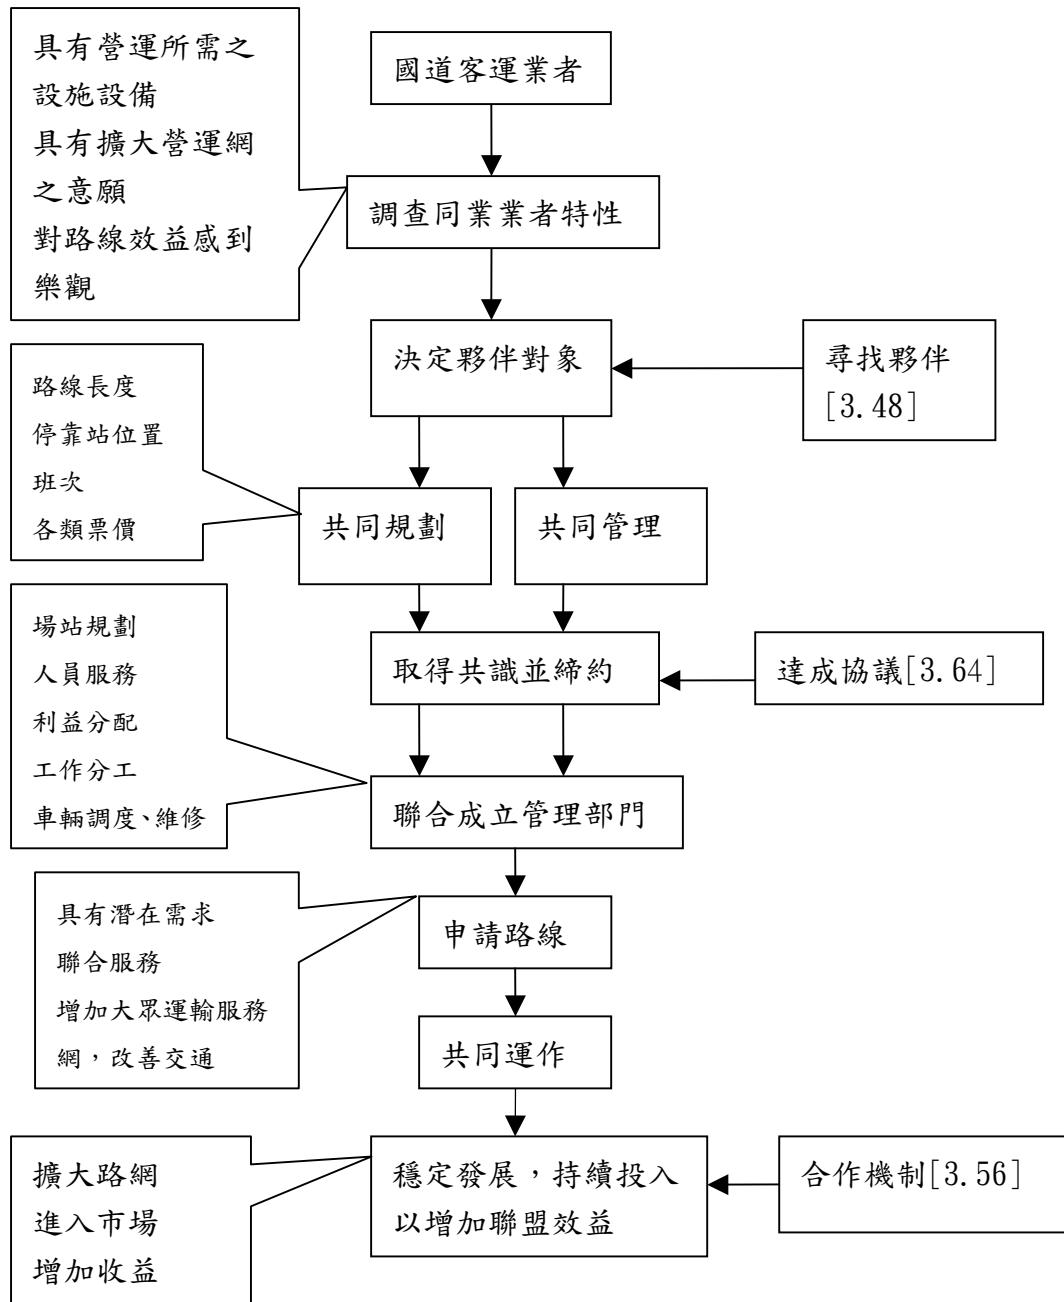 具有營運所需之
設施設備
具有擴大營運網
之意願
對路線效益感到
樂觀
國道客運業者
調查同業業者特性
決定夥伴對象
尋找夥伴
[3.48]
路線長度
停靠站位置
班次
各類票價
共同規劃
共同管理
場站規劃
人員服務
利益分配
工作分工
車輛調度、維修
取得共識並締約
達成協議[3.64]
聯合成立管理部門
具有潛在需求
聯合服務
增加大眾運輸服務
網，改善交通
申請路線
共同運作
擴大路網
進入市場
增加收益
穩定發展，持續投入
以增加聯盟效益
合作機制[3.56]